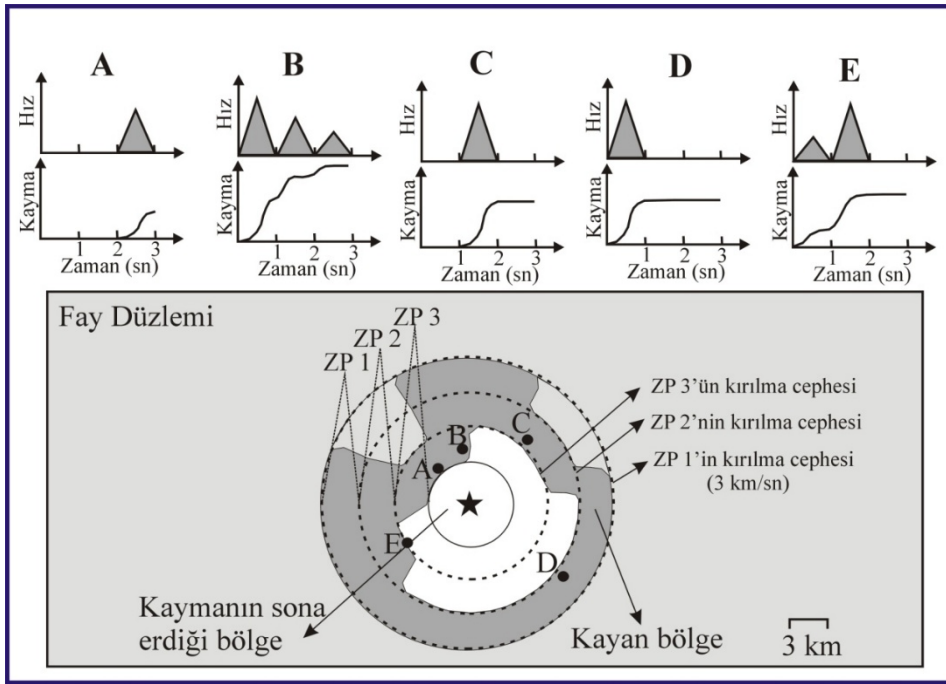 A
B
C
D
E
Hız
Hız
Hız
Hız
Hız
Kayma
Kayma
Kayma
Kayma
Kayma
1 2 3
1 2 3
1 2 3
1 2 3
1 2 3
Zaman (sn)
Zaman (sn)
Zaman (sn)
Zaman (sn)
Zaman (sn)
Fay Düzlemi
ZP 3
ZP 2
ZP 1
ZP 3'ün kırılma cephesi
ZP 2'nin kırılma cephesi
ZP 1'in kırılma cephesi
(3 km/sn)
C
B
A
E
D
Kaymanın sona
erdiği bölge
Kayan bölge
3 km